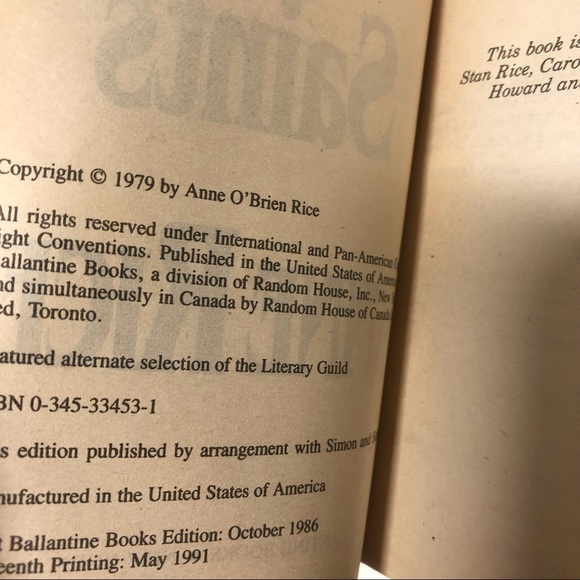 Saints
Copyright © 1979 by Anne O'Brien Rice
All rights reserved under International and Pan-American
ight Conventions. Published in the United States of America
allantine Books, a division of Random House, Inc., New
nd simultaneously in Canada by Random House of Canada
ed, Toronto.
atured alternate selection of the Literary Guild
BN 0-345-33453-1
s edition published by arrangement with Simon and
nufactured in the United States of America
t Ballantine Books Edition: October 1986
eenth Printing: May 1991
This book is
Stan Rice, Caro
Howard an